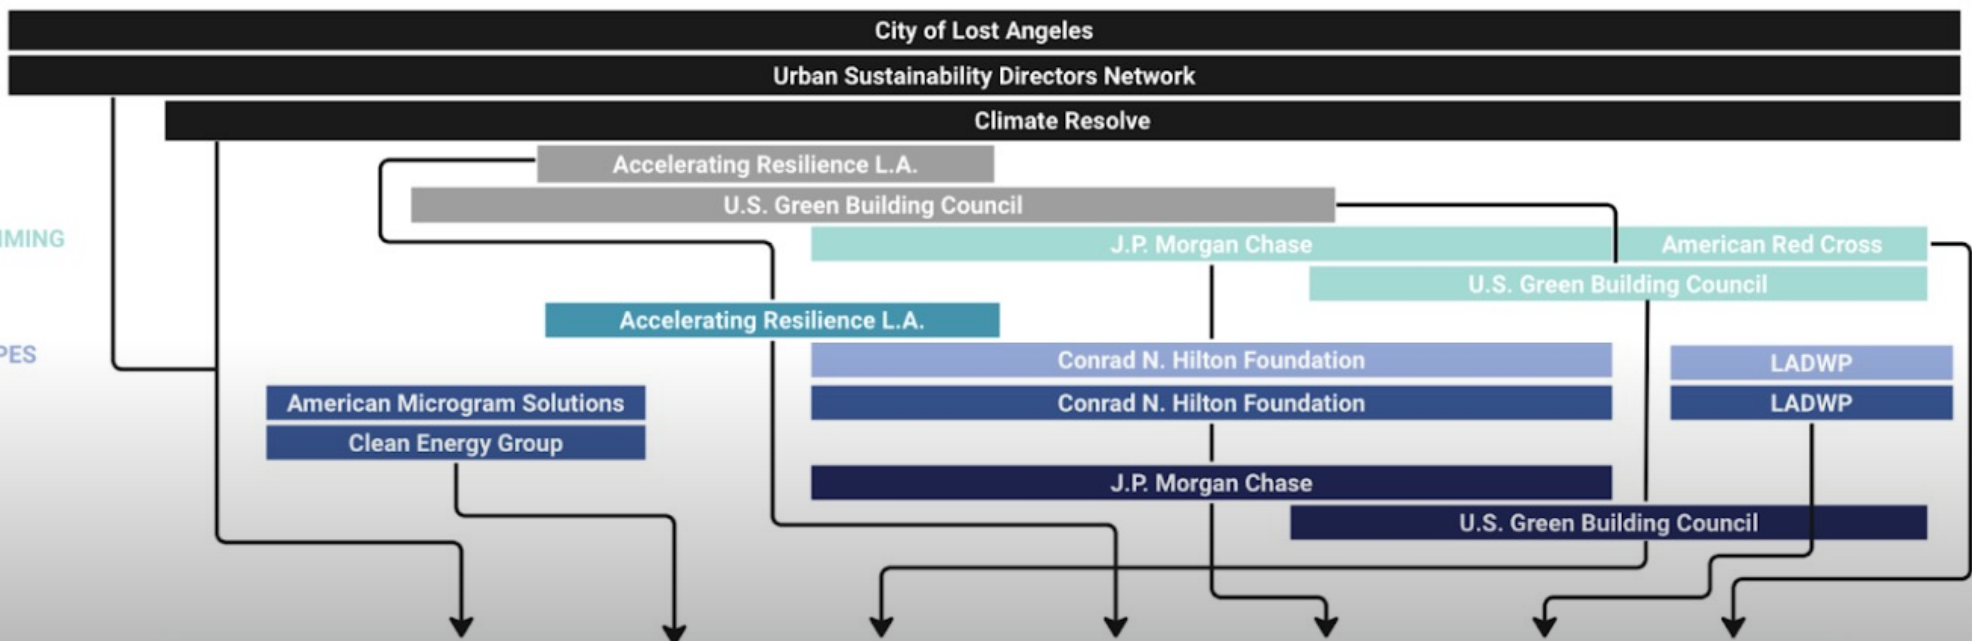 City of Lost Angeles
Urban Sustainability Directors Network
Climate Resolve
Accelerating Resilience L.A.
U.S. Green Building Council
IMING
J.P. Morgan Chase
American Red Cross
U.S. Green Building Council
Accelerating Resilience L.A.
PES
Conrad N. Hilton Foundation
LADWP
American Microgram Solutions
Conrad N. Hilton Foundation
LADWP
Clean Energy Group
J.P. Morgan Chase
U.S. Green Building Council